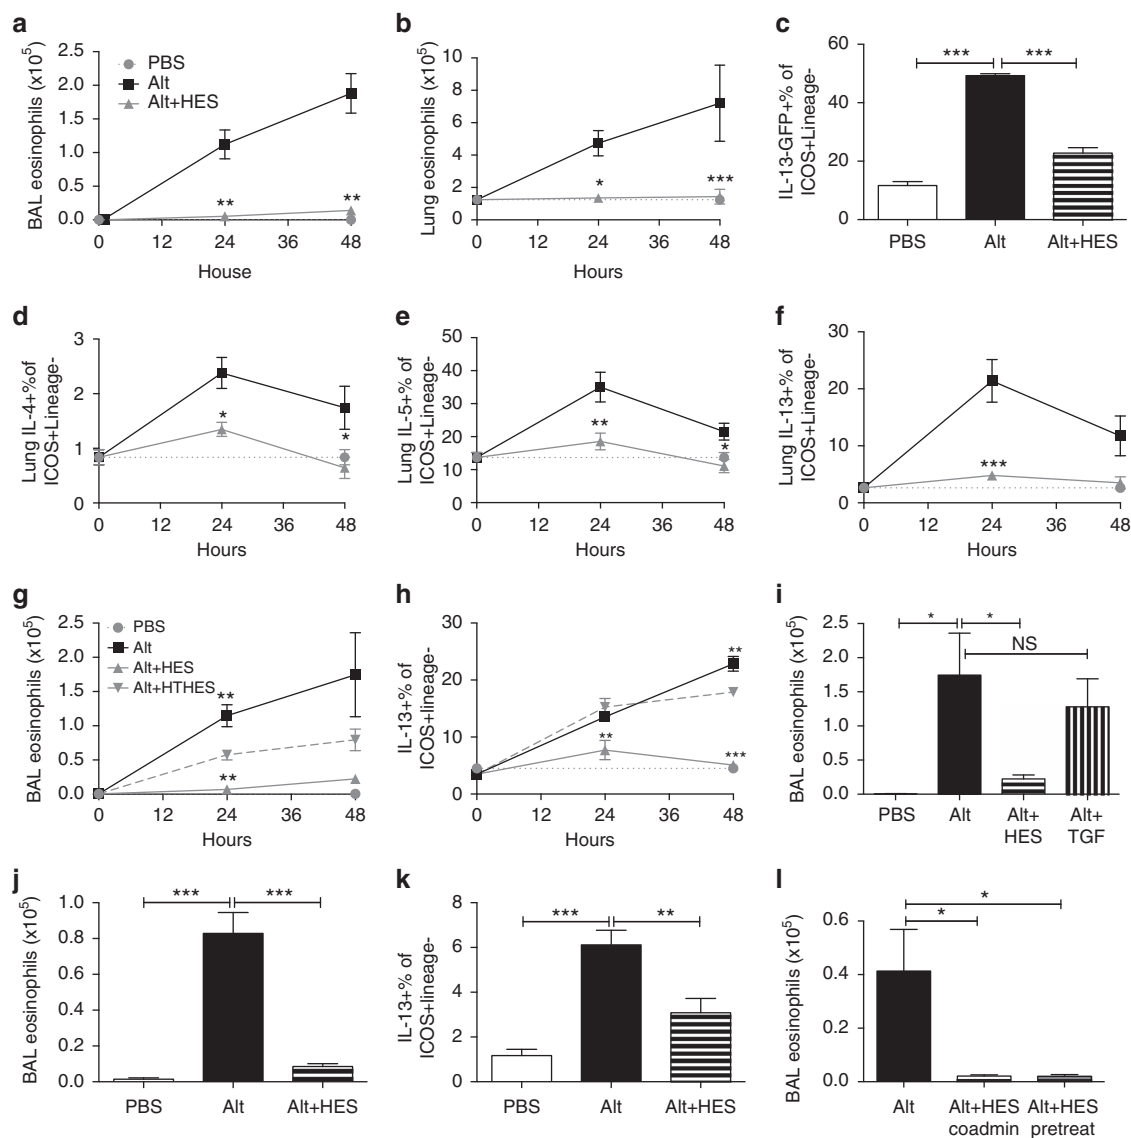 a
BAL eosinophils (x10⁵)
2.5
2.0
1.5
1.0
0.5
0.0
PBS
Alt
Alt+HES
** **
0 12 24 36 48
House
b
Lung eosinophils (x10⁵)
10
8
6
4
2
0
* ***
0 12 24 36 48
Hours
c
IL-13-GFP+% of
ICOS+Lineage-
60
40
20
0
*** ***
PBS Alt Alt+HES
d
Lung IL-4+%of
ICOS+Lineage-
3
2
1
0
* *
0 12 24 36 48
Hours
e
Lung IL-5+% of
ICOS+Lineage-
50
40
30
20
10
0
** *
0 12 24 36 48
Hours
f
Lung IL-13+% of
ICOS+Lineage-
30
20
10
0
***
0 12 24 36 48
Hours
g
BAL eosinophils (x10⁵)
2.5
2.0
1.5
1.0
0.5
0.0
PBS
Alt
Alt+HES
Alt+HTHES
**
**
0 12 24 36 48
Hours
h
IL-13+% of
ICOS+lineage-
30
20
10
0
**
**
***
0 12 24 36 48
Hours
i
BAL eosinophils (x10⁵)
2.5
2.0
1.5
1.0
0.5
0.0
* *
NS
PBS Alt Alt+ Alt+
HES TGF
j
BAL eosinophils (x10⁵)
1.0
0.8
0.6
0.4
0.2
0.0
*** ***
PBS Alt Alt+HES
k
IL-13+% of
ICOS+lineage-
8
6
4
2
0
*** **
PBS Alt Alt+HES
l
BAL eosinophils (x10⁵)
0.6
0.4
0.2
0.0
*
*
Alt Alt+HES Alt+HES
coadmin pretreat